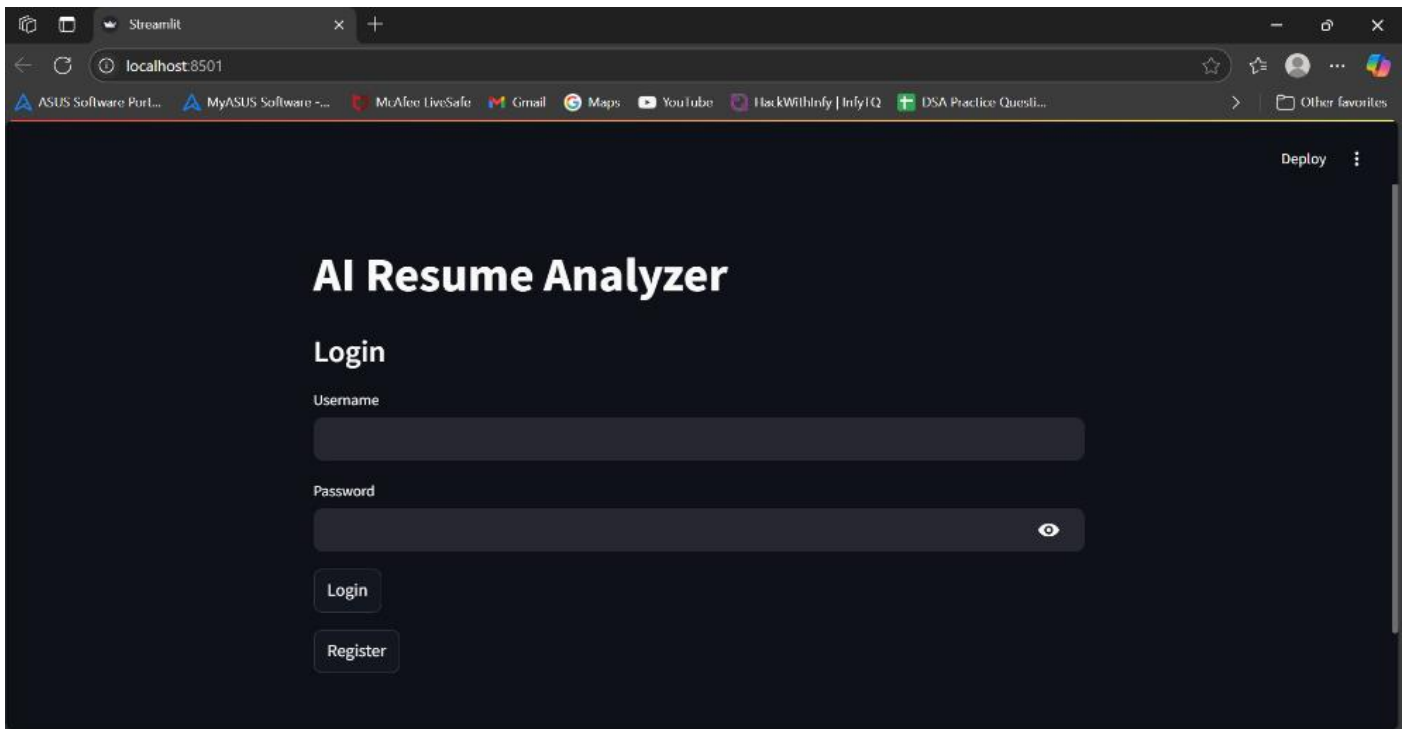 Streamlit
localhost:8501
ASUS Software Port... MyASUS Software -... McAfee LiveSafe Gmail Maps YouTube HackWithInfy | InfyTQ DSA Practice Questi... Other favorites
Deploy
AI Resume Analyzer
Login
Username
Password
Login
Register